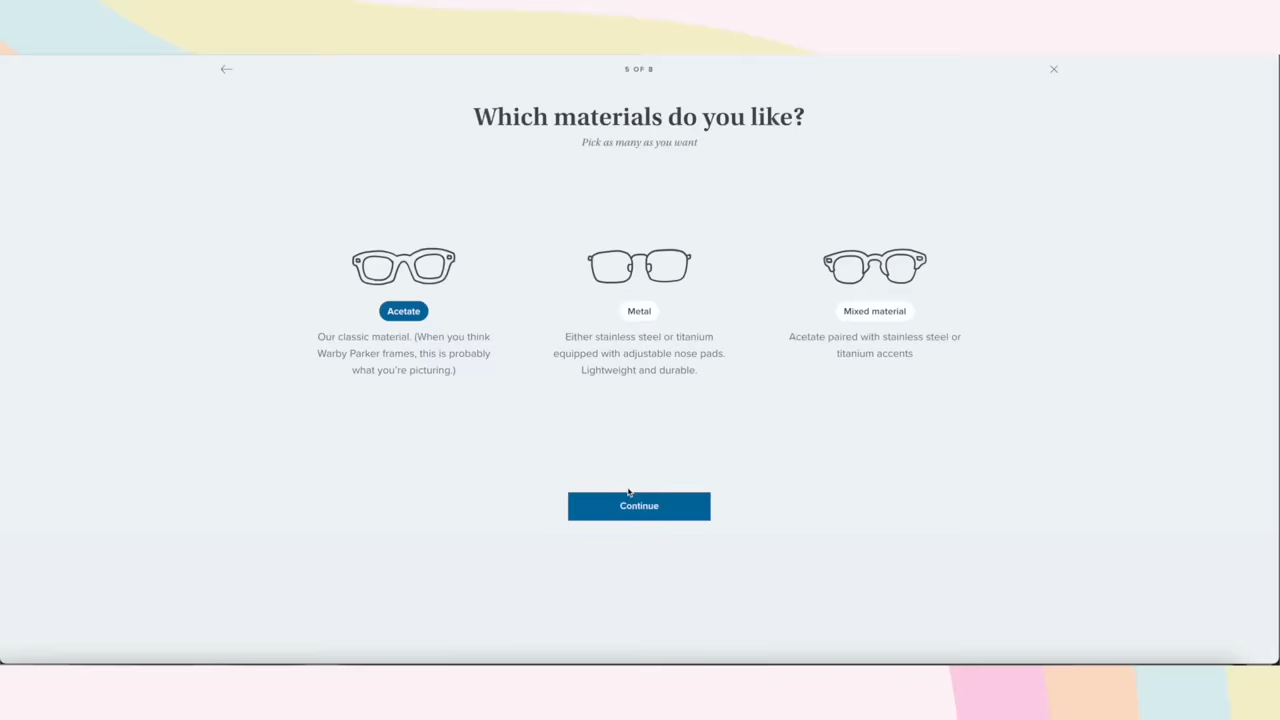 5 OF 8
Which materials do you like?
Pick as many as you want
Acetate
Our classic material. (When you think
Warby Parker frames, this is probably
what you're picturing.)
Metal
Either stainless steel or titanium
equipped with adjustable nose pads.
Lightweight and durable.
Mixed material
Acetate paired with stainless steel or
titanium accents
Continue